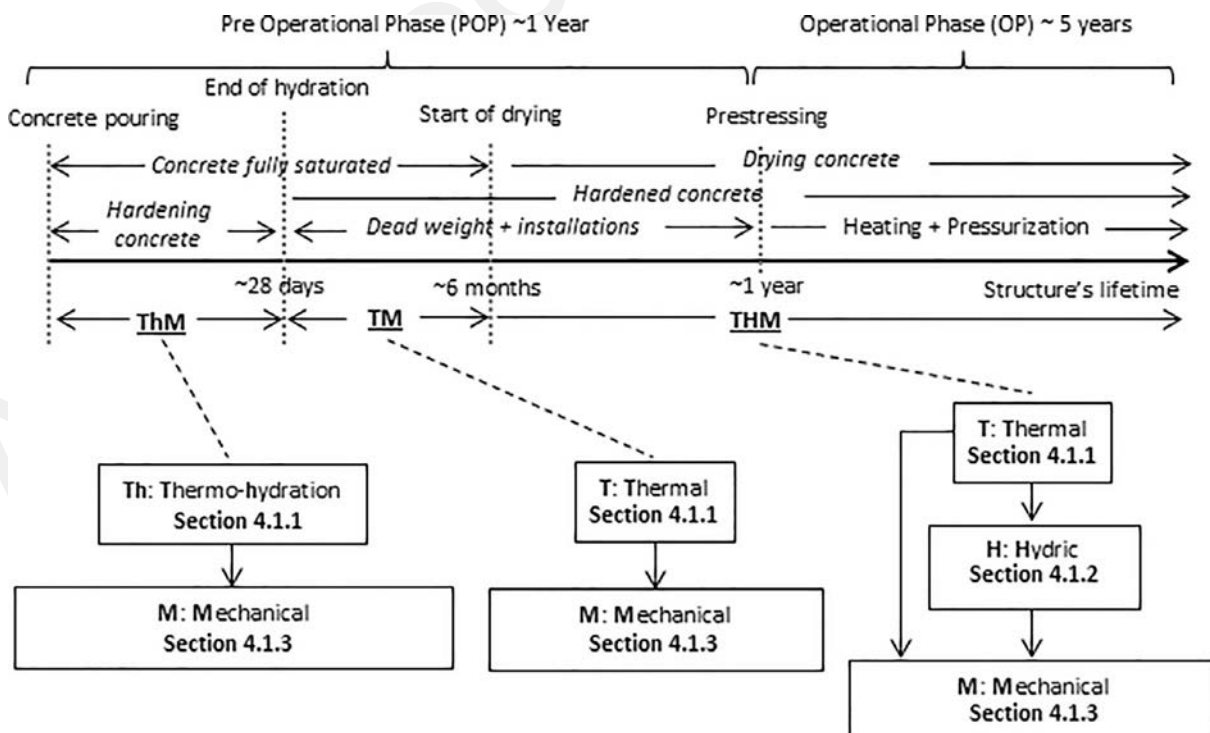 Pre Operational Phase (POP) ~1 Year
Operational Phase (OP) ~ 5 years
End of hydration
Concrete pouring
Start of drying
Prestressing
Concrete fully saturated
Drying concrete
Hardened concrete
Hardening
concrete
Dead weight + installations
Heating + Pressurization
~28 days
~6 months
~1 year
Structure's lifetime
ThM
TM
THM
Th: Thermo-hydration
Section 4.1.1
M: Mechanical
Section 4.1.3
T: Thermal
Section 4.1.1
M: Mechanical
Section 4.1.3
T: Thermal
Section 4.1.1
H: Hydric
Section 4.1.2
M: Mechanical
Section 4.1.3